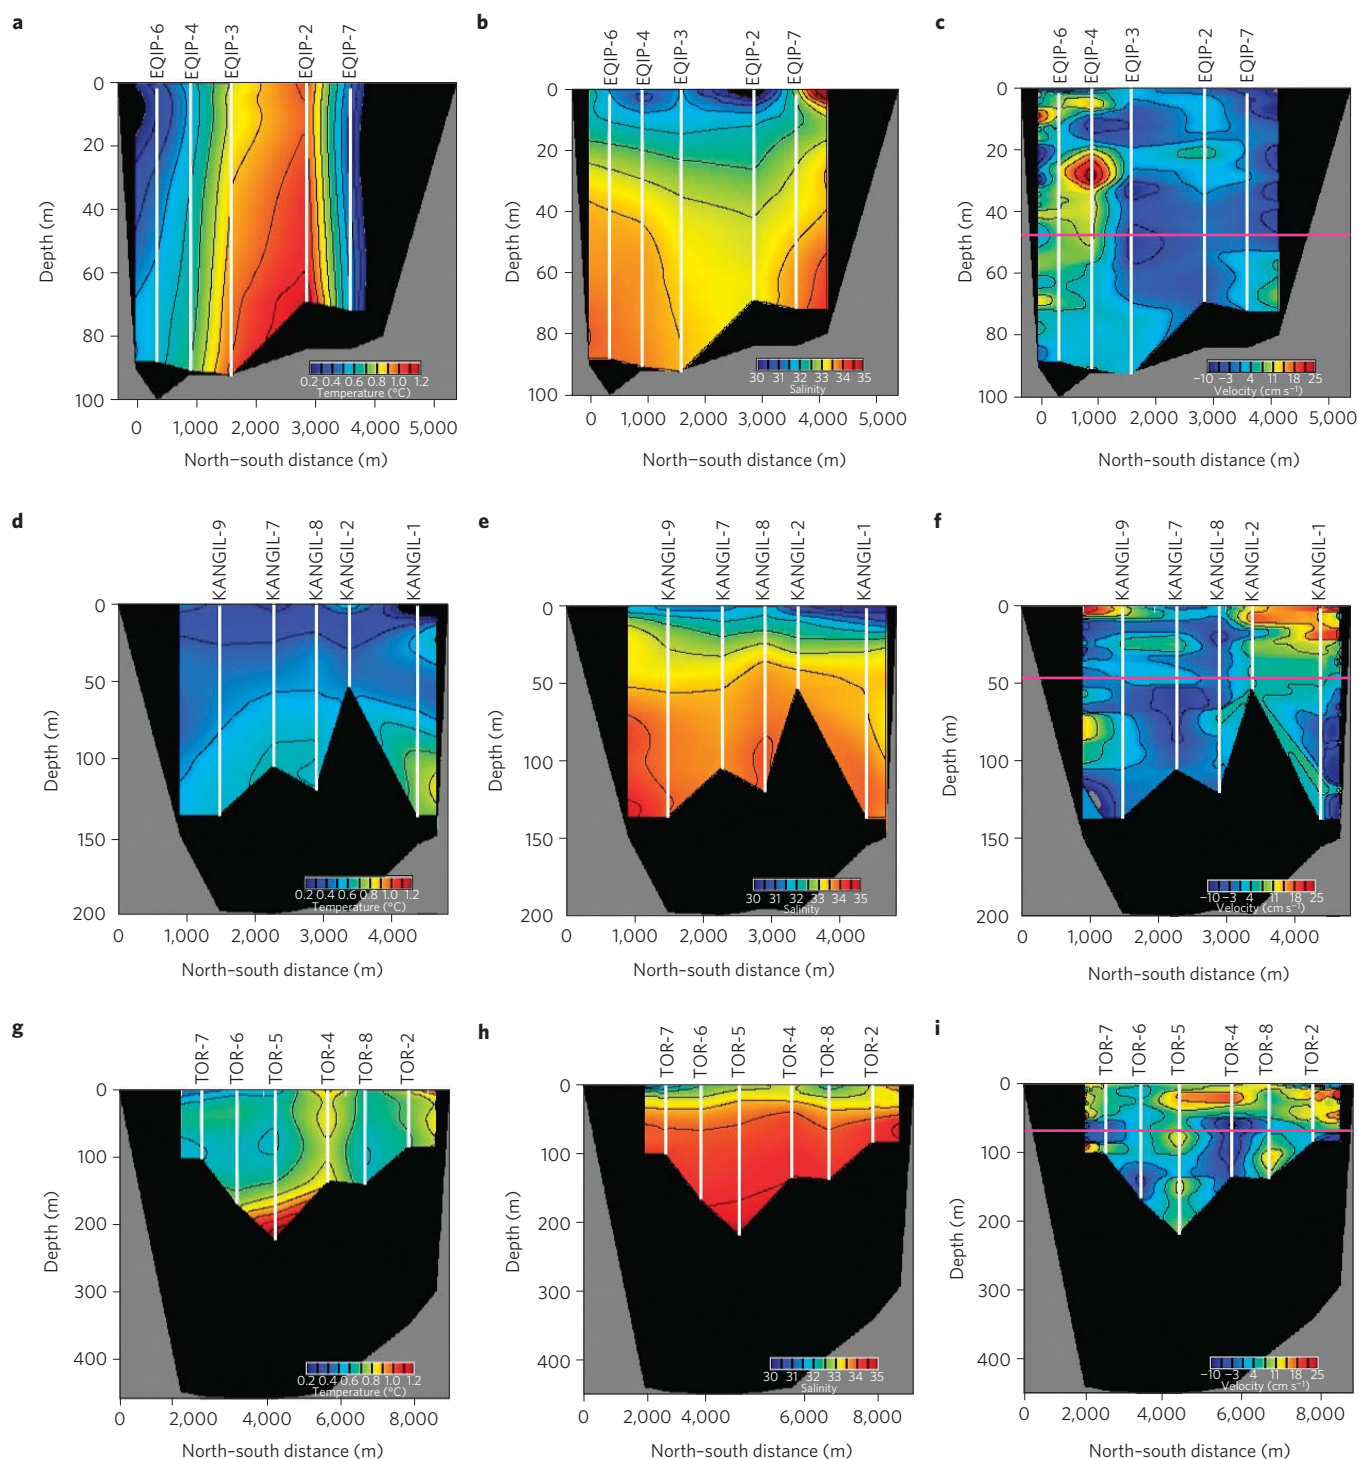 a
b
c
EQIP-6 EQIP-4 EQIP-3 EQIP-2 EQIP-7
EQIP-6 EQIP-4 EQIP-3 EQIP-2 EQIP-7
EQIP-6 EQIP-4 EQIP-3 EQIP-2 EQIP-7
0
20
40
60
80
100
Depth (m)
0.2 0.4 0.6 0.8 1.0 1.2
Temperature (°C)
0 1,000 2,000 3,000 4,000 5,000
North–south distance (m)
0
20
40
60
80
100
Depth (m)
30 31 32 33 34 35
Salinity
0 1,000 2,000 3,000 4,000 5,000
North–south distance (m)
0
20
40
60
80
100
Depth (m)
−10 −3 4 11 18 25
Velocity (cm s⁻¹)
0 1,000 2,000 3,000 4,000 5,000
North–south distance (m)
d
e
f
KANGIL-9 KANGIL-7 KANGIL-8 KANGIL-2 KANGIL-1
KANGIL-9 KANGIL-7 KANGIL-8 KANGIL-2 KANGIL-1
KANGIL-9 KANGIL-7 KANGIL-8 KANGIL-2 KANGIL-1
0
50
100
150
200
Depth (m)
0.2 0.4 0.6 0.8 1.0 1.2
Temperature (°C)
0 1,000 2,000 3,000 4,000
North–south distance (m)
0
50
100
150
200
Depth (m)
30 31 32 33 34 35
Salinity
0 1,000 2,000 3,000 4,000
North–south distance (m)
0
50
100
150
200
Depth (m)
−10 −3 4 11 18 25
Velocity (cm s⁻¹)
0 1,000 2,000 3,000 4,000
North–south distance (m)
g
h
i
TOR-7 TOR-6 TOR-5 TOR-4 TOR-8 TOR-2
TOR-7 TOR-6 TOR-5 TOR-4 TOR-8 TOR-2
TOR-7 TOR-6 TOR-5 TOR-4 TOR-8 TOR-2
0
100
200
300
400
Depth (m)
0.2 0.4 0.6 0.8 1.0 1.2
Temperature (°C)
0 2,000 4,000 6,000 8,000
North–south distance (m)
0
100
200
300
400
Depth (m)
30 31 32 33 34 35
Salinity
0 2,000 4,000 6,000 8,000
North–south distance (m)
0
100
200
300
400
Depth (m)
−10 −3 4 11 18 25
Velocity (cm s⁻¹)
0 2,000 4,000 6,000 8,000
North–south distance (m)